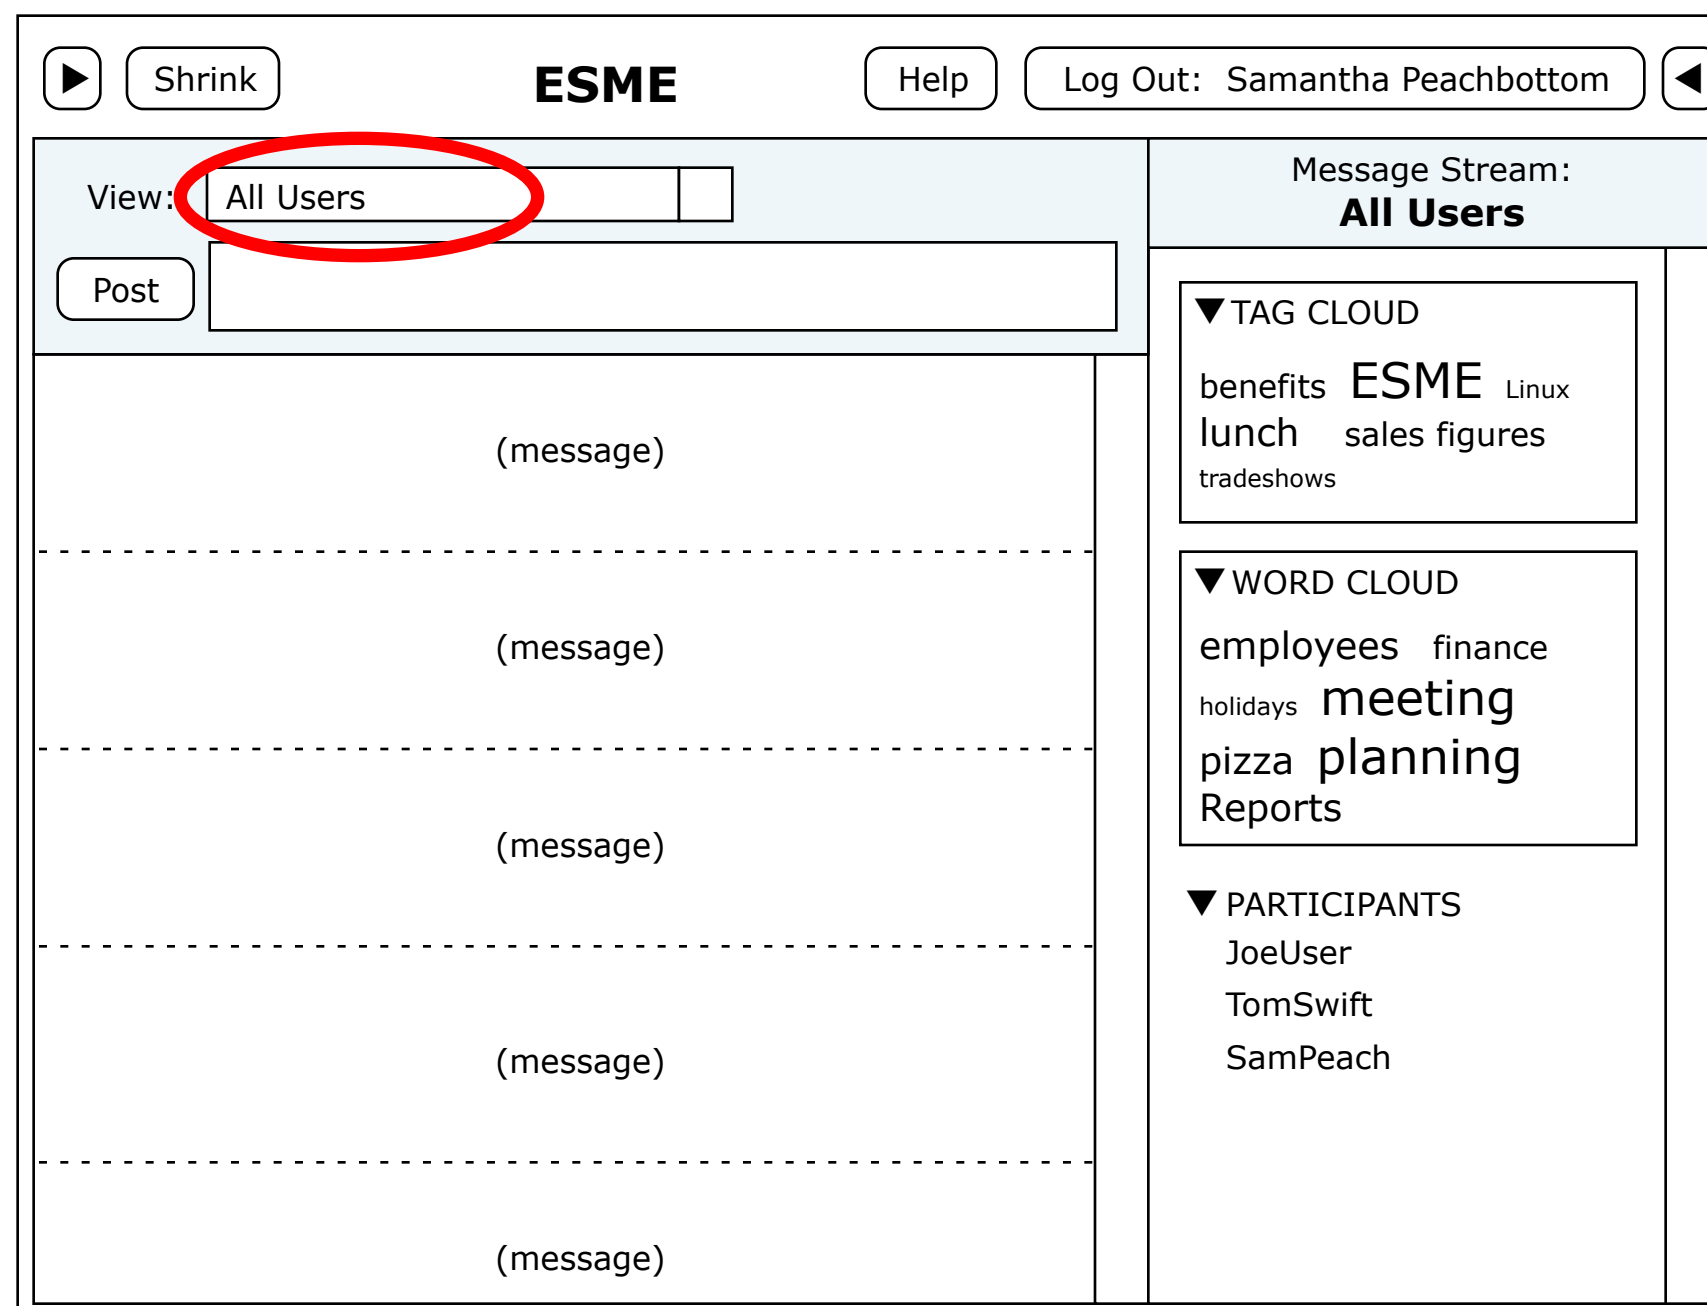 Shrink ESME Help Log Out: Samantha Peachbottom
View: All Users
Post
(message)
(message)
(message)
(message)
(message)
Message Stream:
All Users
TAG CLOUD
benefits ESME Linux
lunch sales figures
tradeshows
WORD CLOUD
employees finance
holidays meeting
pizza planning
Reports
PARTICIPANTS
JoeUser
TomSwift
SamPeach